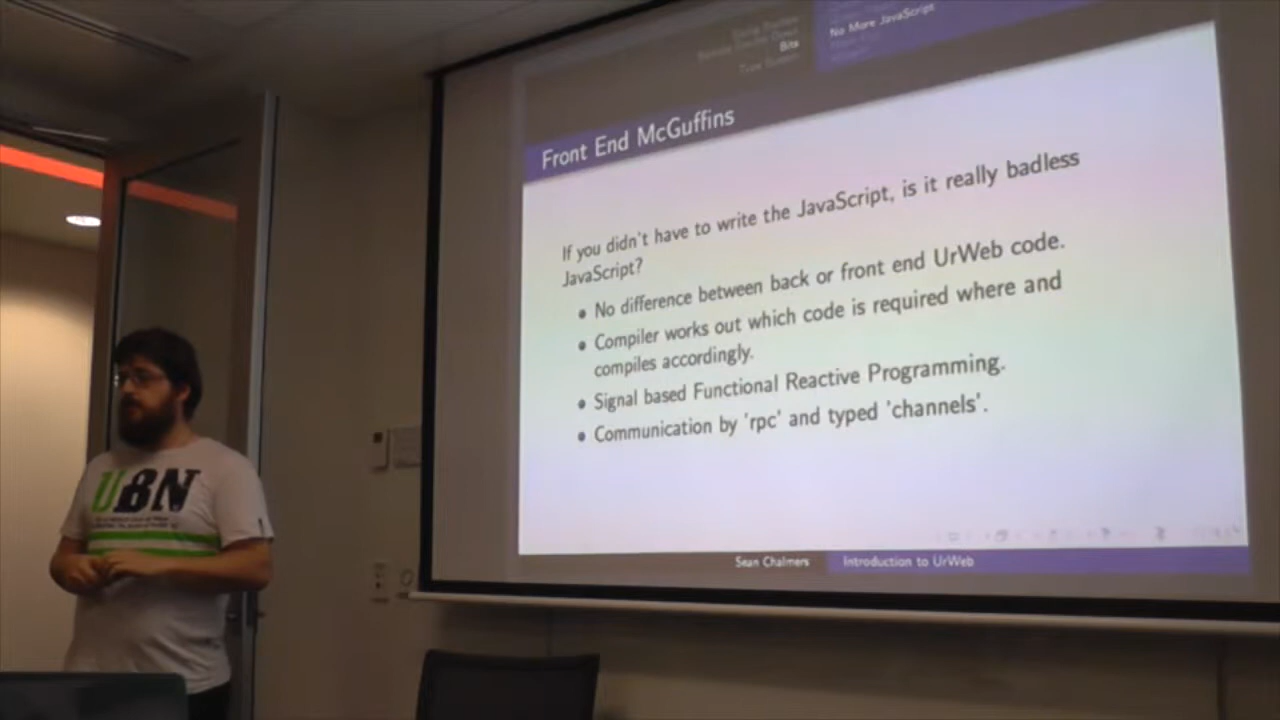 Bits
No More JavaScript
Front End McGuffins
If you didn't have to write the JavaScript, is it really badless
JavaScript?
No difference between back or front end UrWeb code.
Compiler works out which code is required where and
compiles accordingly.
Signal based Functional Reactive Programming.
Communication by 'rpc' and typed 'channels'.
Sean Chalmers
Introduction to UrWeb
UBN